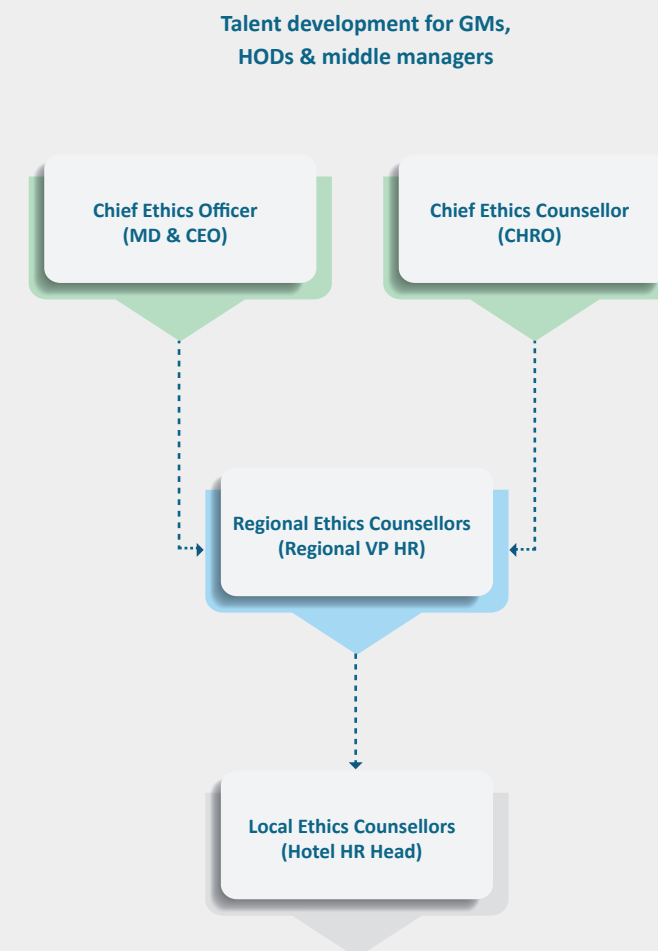 Talent development for GMs,
HODs & middle managers
Chief Ethics Officer
(MD & CEO)
Chief Ethics Counsellor
(CHRO)
Regional Ethics Counsellors
(Regional VP HR)
Local Ethics Counsellors
(Hotel HR Head)